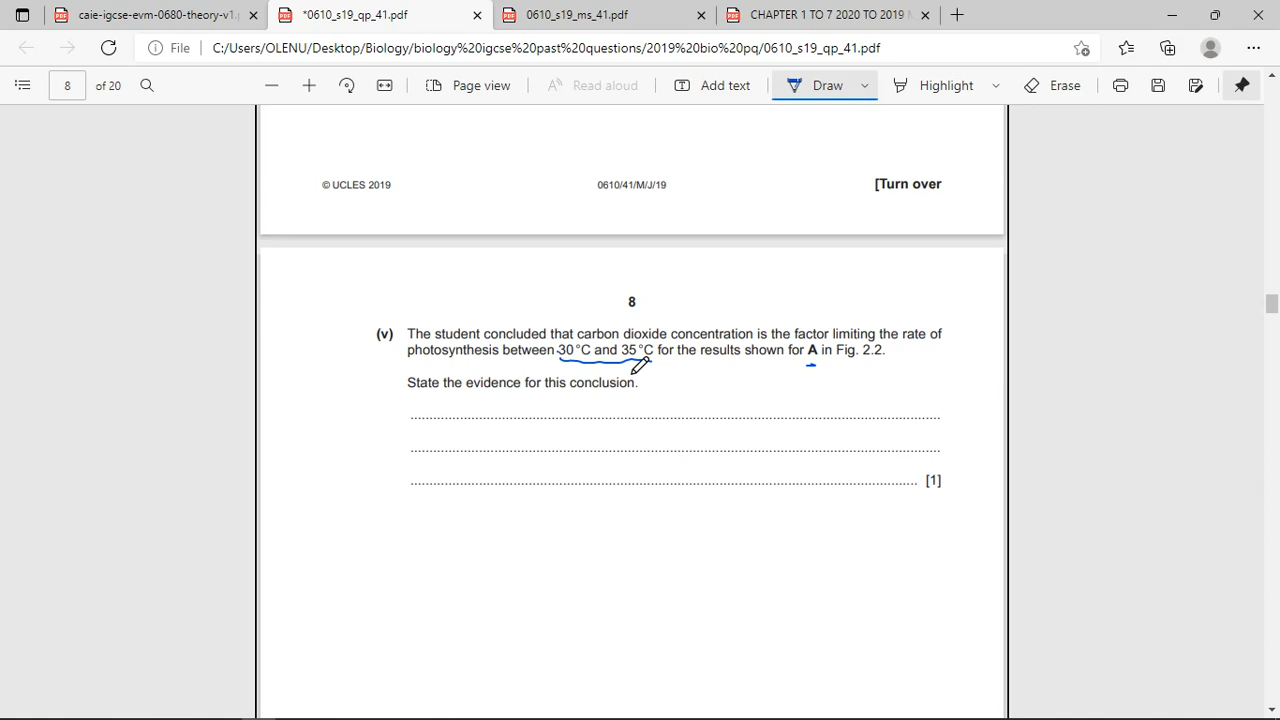 caie-igcse-evm-0680-theory-v1.p
*0610_s19_qp_41.pdf
0610_s19_ms_41.pdf
CHAPTER 1 TO 7 2020 TO 2019
File
C:/Users/OLENU/Desktop/Biology/biology%20igcse%20past%20questions/2019%20bio%20pq/0610_s19_qp_41.pdf
8 of 20
Page view
Read aloud
Add text
Draw
Highlight
Erase
© UCLES 2019
0610/41/M/J/19
[Turn over
8
(v) The student concluded that carbon dioxide concentration is the factor limiting the rate of
photosynthesis between 30 °C and 35 °C for the results shown for A in Fig. 2.2.
State the evidence for this conclusion.
[1]